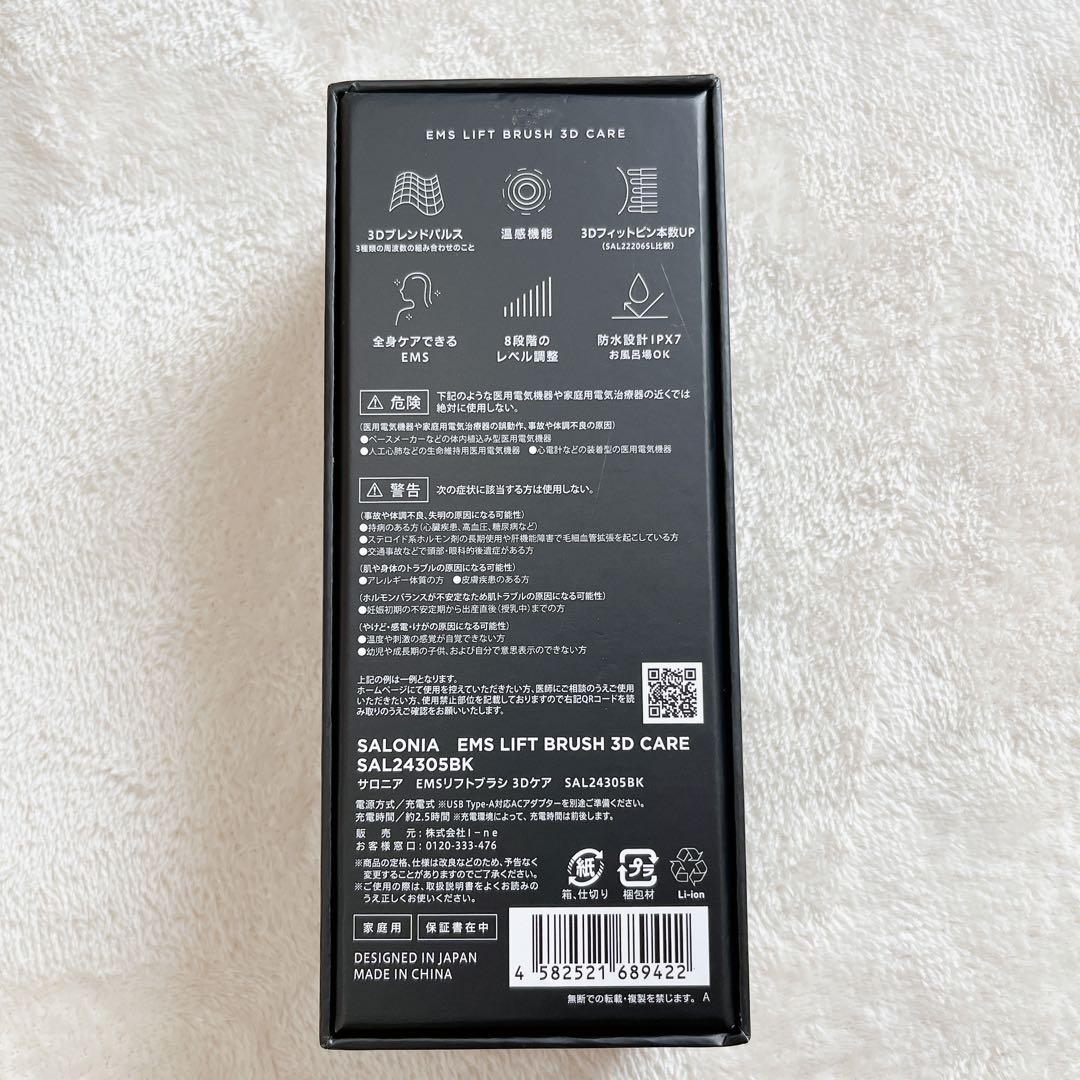 EMS LIFT BRUSH 3D CARE
3Dブレンドパルス
3種類の周波数の組み合わせのこと
温感機能
3Dフィットピン本数UP
(SAL22206SL比較)
全身ケアできる
EMS
8段階の
レベル調整
防水設計IPX7
お風呂場OK
危険
下記のような医用電気機器や家庭用電気治療器の近くでは
絶対に使用しない。
(医用電気機器や家庭用電気治療器の誤動作、事故や体調不良の原因)
●ペースメーカーなどの体内植込み型医用電気機器
●人工心肺などの生命維持用医用電気機器 ●心電計などの装着型の医用電気機器
警告
次の症状に該当する方は使用しない。
(事故や体調不良、失明の原因になる可能性)
●持病のある方(心臓疾患、高血圧、糖尿病など)
●ステロイド系ホルモン剤の長期使用や肝機能障害で毛細血管拡張を起こしている方
●交通事故などで頭部・眼科的後遺症がある方
(肌や身体のトラブルの原因になる可能性)
●アレルギー体質の方 ●皮膚疾患のある方
(ホルモンバランスが不安定なため肌トラブルの原因になる可能性)
●妊娠初期の不安定期から出産直後(授乳中)までの方
(やけど・感電・けがの原因になる可能性)
●温度や刺激の感覚が自覚できない方
●幼児や成長期の子供、および自分で意思表示のできない方
上記の例は一例となります。
ホームページにて使用を控えていただきたい方、医師にご相談のうえご使用
いただきたい方、使用禁止部位を記載しておりますので右記QRコードを読
み取りのうえご確認をお願いいたします。
SALONIA EMS LIFT BRUSH 3D CARE
SAL24305BK
サロニア EMSリフトブラシ 3Dケア SAL24305BK
電源方式/充電式 ※USB Type-A対応ACアダプターを別途ご準備ください。
充電時間/約2.5時間 ※充電環境によって、充電時間は前後します。
販売元:株式会社I-ne
お客様窓口:0120-333-476
※商品の定格、仕様は改良などのため、予告なく
変更することがありますのでご了承ください。
※ご使用の際は、取扱説明書をよくお読みの
うえ正しくお使いください。
紙
箱、仕切り
プラ
梱包材
Li-ion
家庭用
保証書在中
DESIGNED IN JAPAN
MADE IN CHINA
4 582521 689422
無断での転載・複製を禁じます。 A